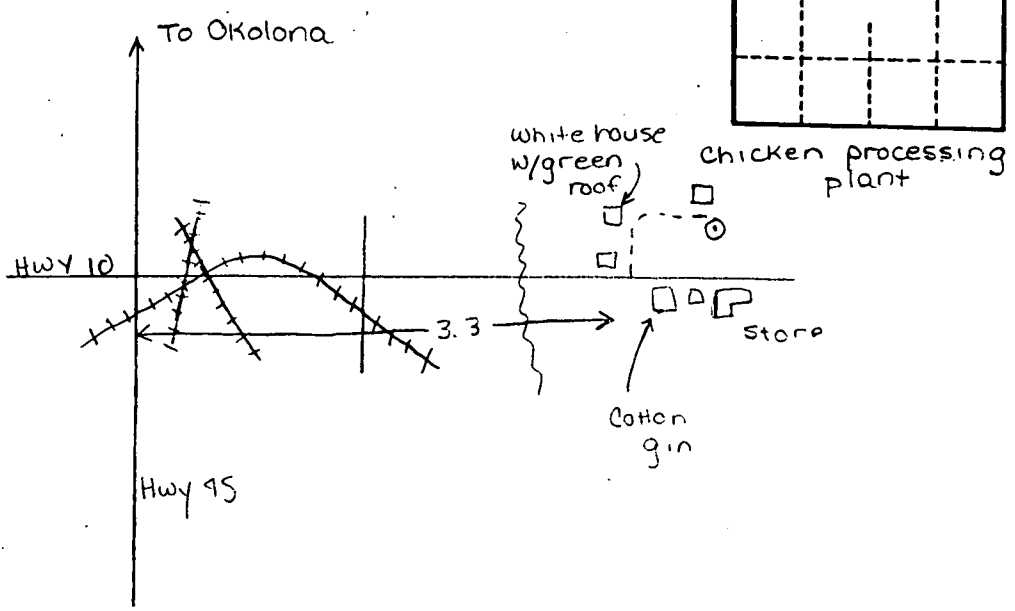 To Okolona
white house
w/green
roof
chicken processing
plant
Hwy 10
3.3
store
Cotton
gin
Hwy 45